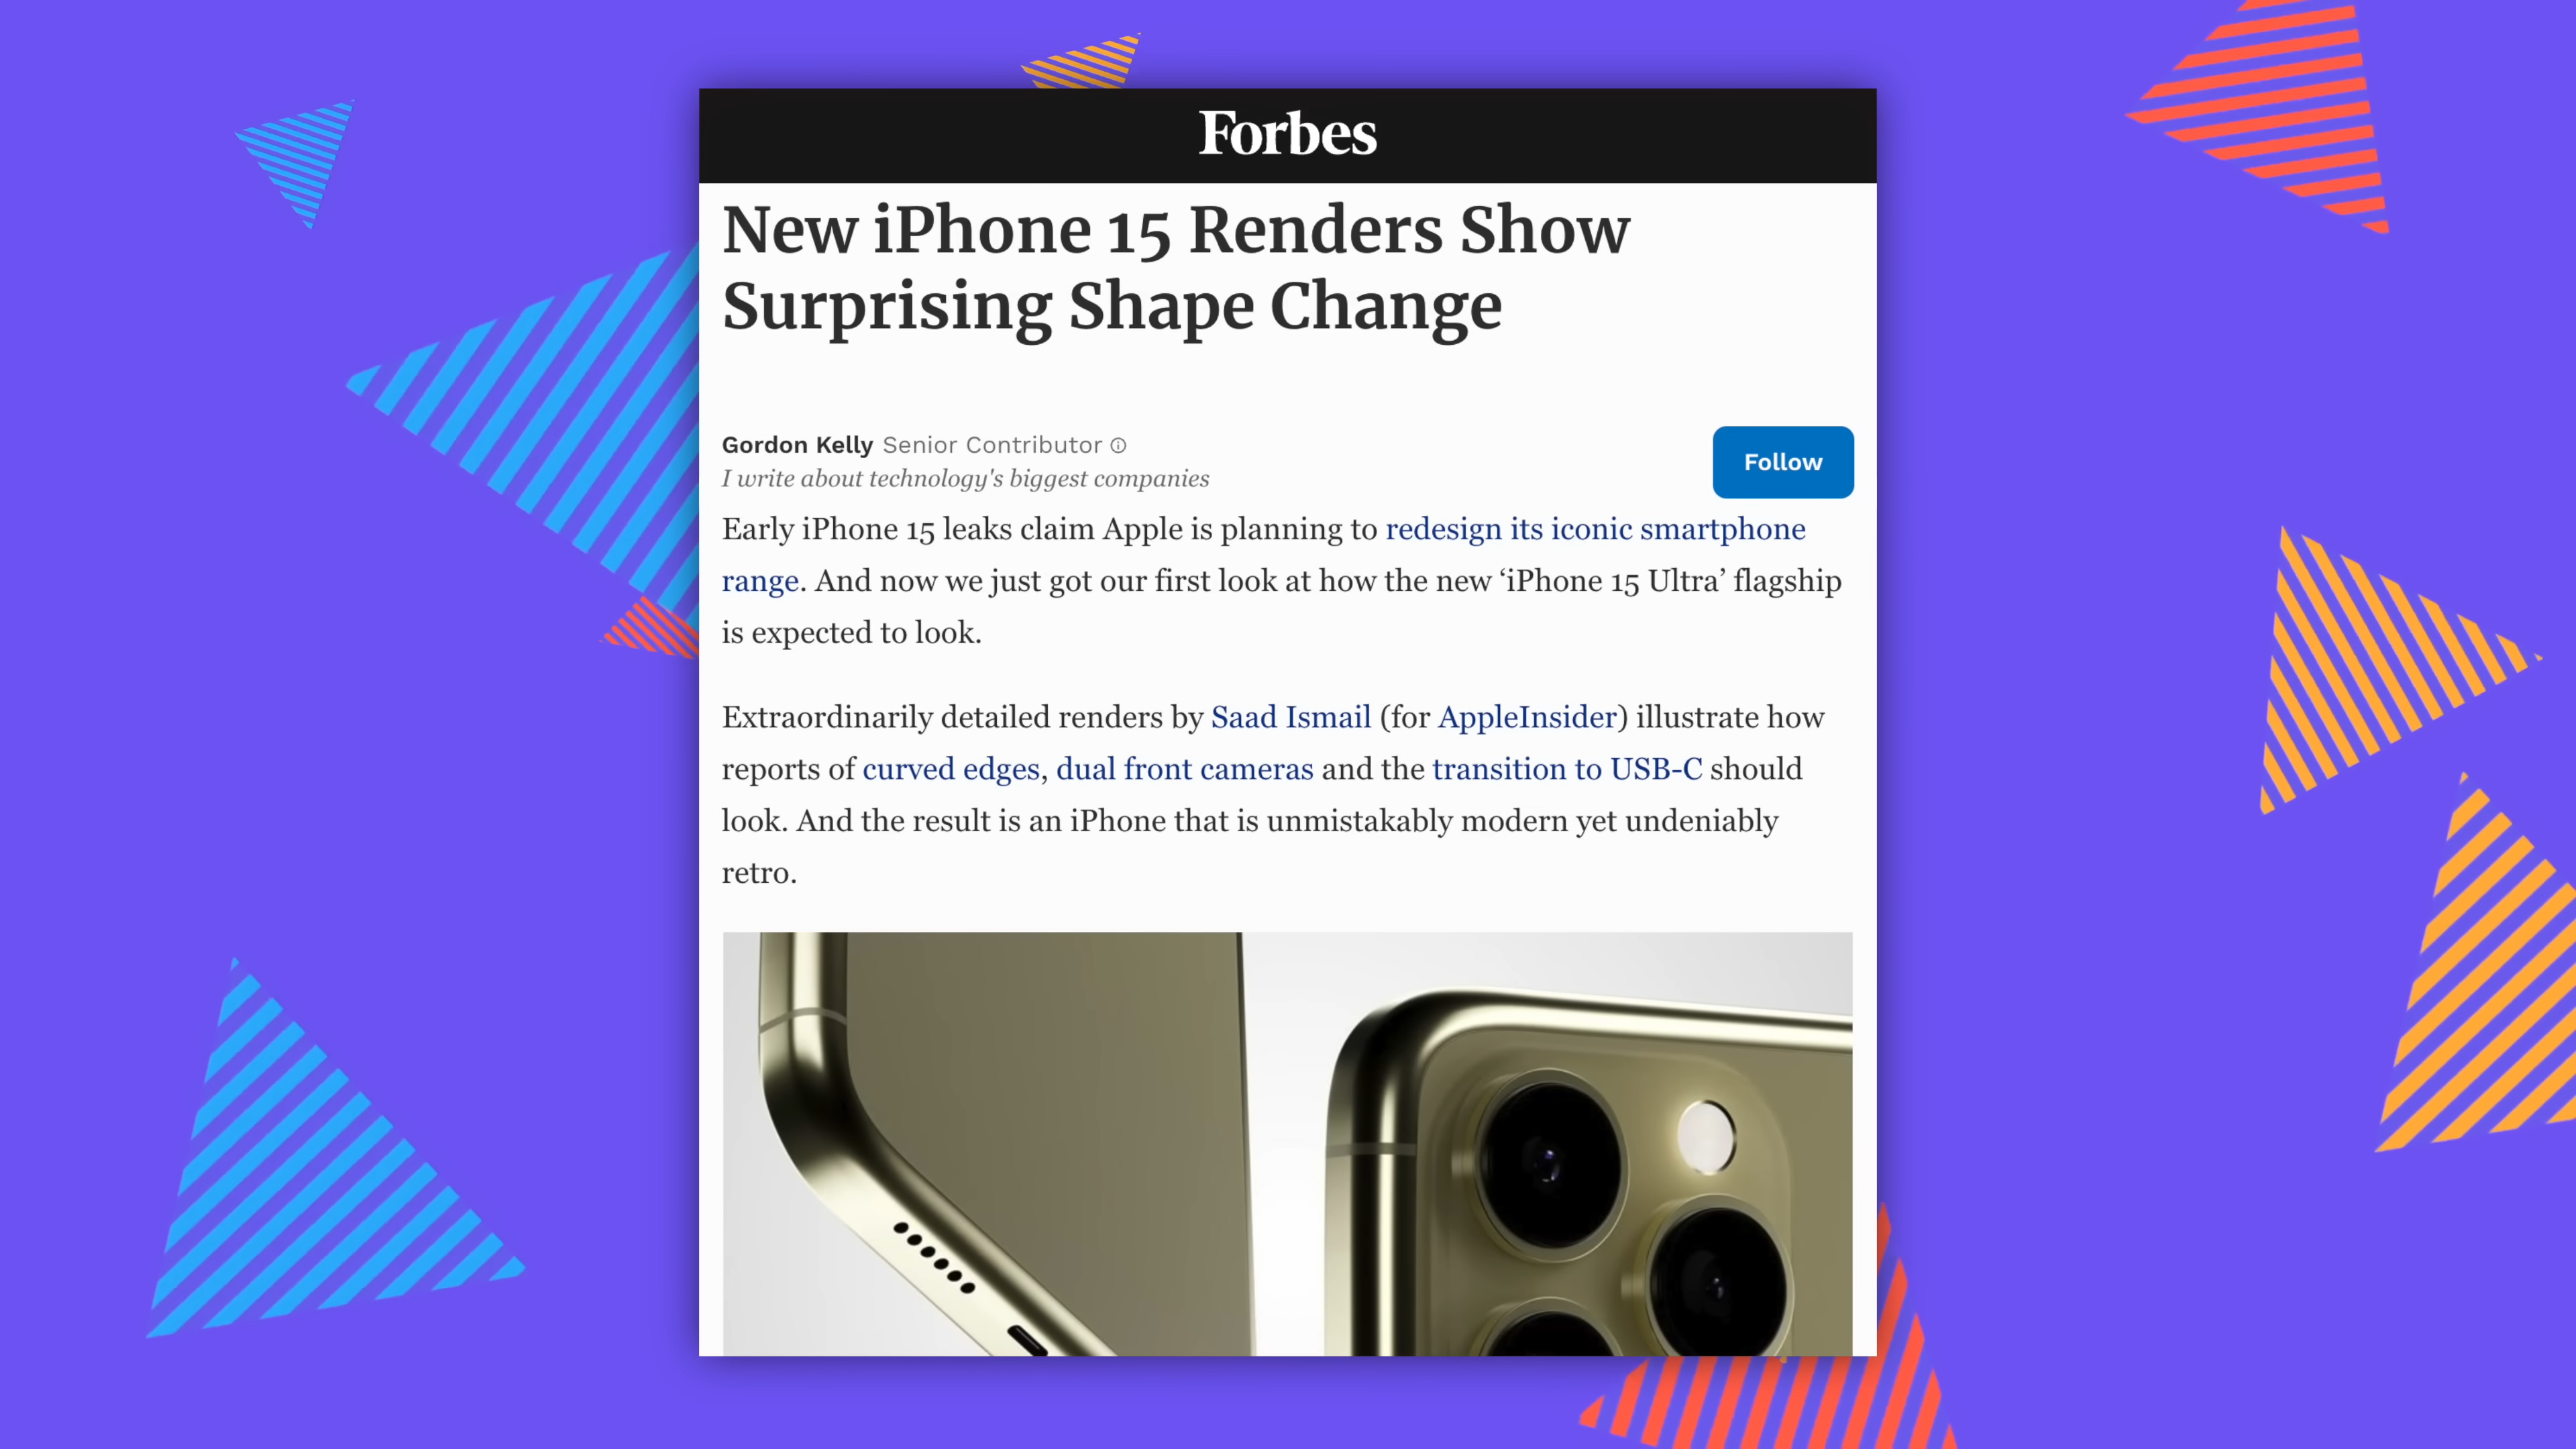 Forbes
New iPhone 15 Renders Show
Surprising Shape Change
Gordon Kelly Senior Contributor
I write about technology's biggest companies
Follow
Early iPhone 15 leaks claim Apple is planning to redesign its iconic smartphone
range. And now we just got our first look at how the new ‘iPhone 15 Ultra’ flagship
is expected to look.
Extraordinarily detailed renders by Saad Ismail (for AppleInsider) illustrate how
reports of curved edges, dual front cameras and the transition to USB-C should
look. And the result is an iPhone that is unmistakably modern yet undeniably
retro.